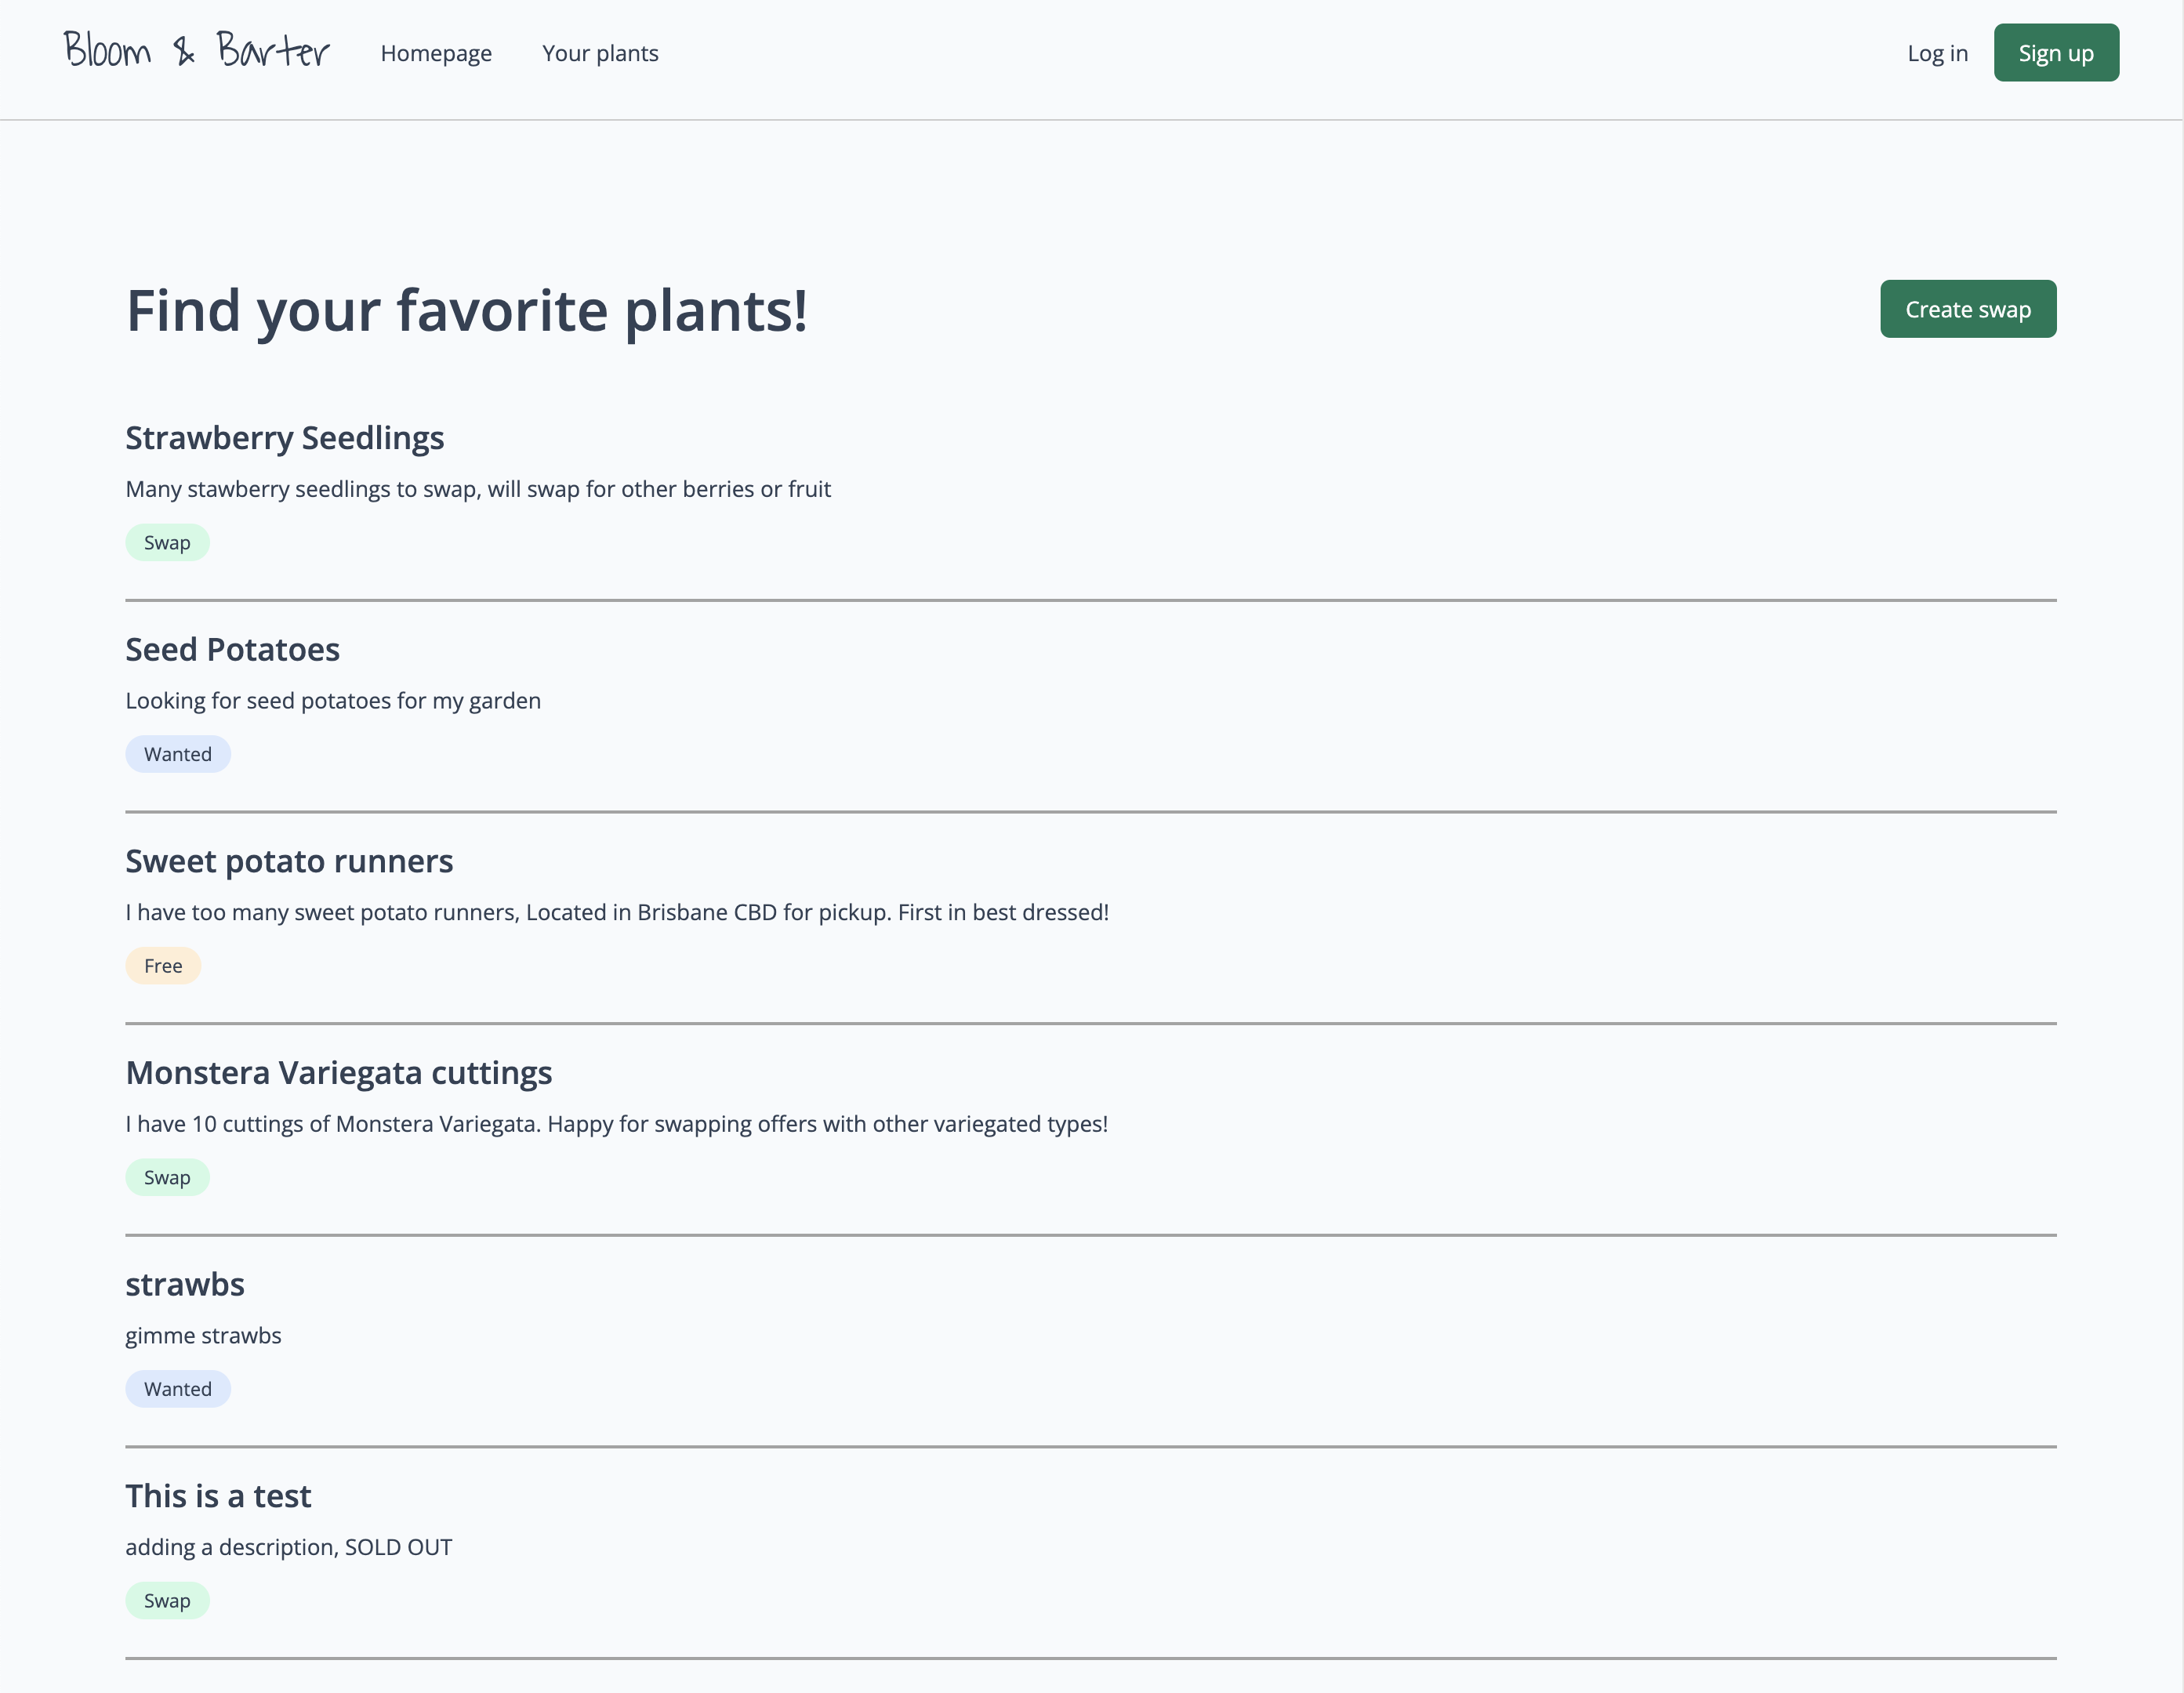 Bloom & Barter Homepage Your plants Log in Sign up
Find your favorite plants! Create swap
Strawberry Seedlings
Many stawberry seedlings to swap, will swap for other berries or fruit
Swap
Seed Potatoes
Looking for seed potatoes for my garden
Wanted
Sweet potato runners
I have too many sweet potato runners, Located in Brisbane CBD for pickup. First in best dressed!
Free
Monstera Variegata cuttings
I have 10 cuttings of Monstera Variegata. Happy for swapping offers with other variegated types!
Swap
strawbs
gimme strawbs
Wanted
This is a test
adding a description, SOLD OUT
Swap